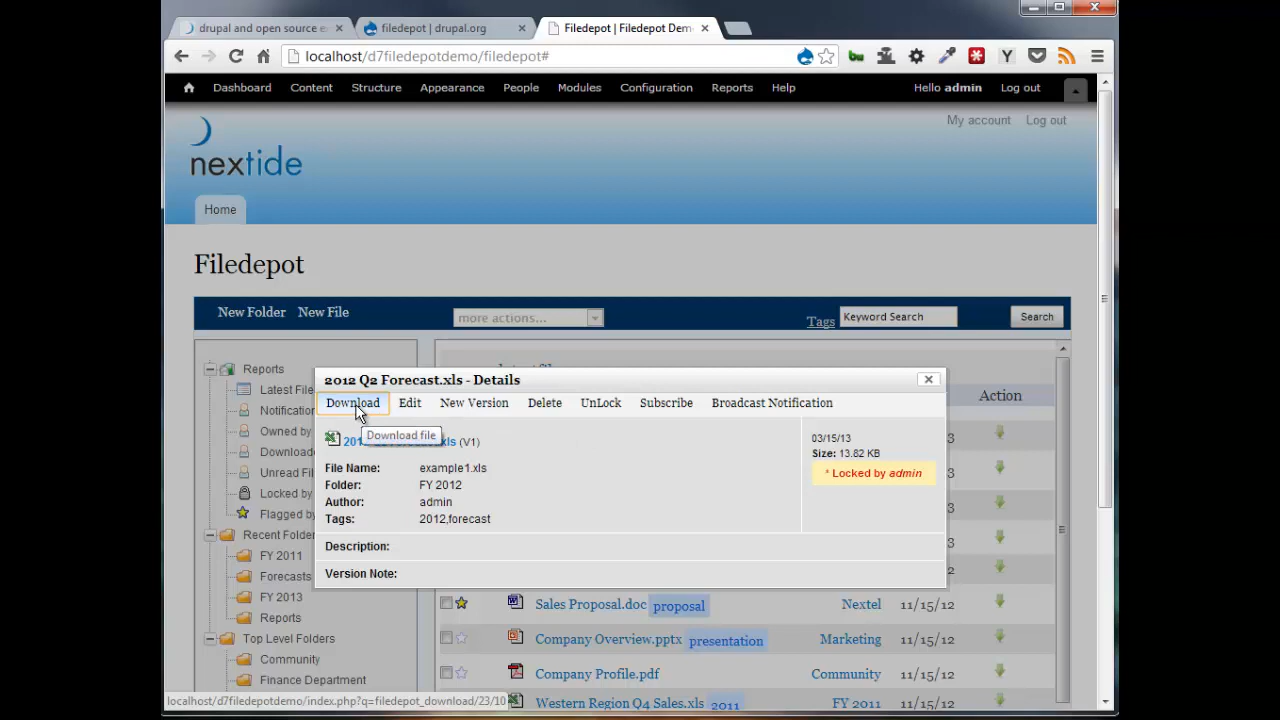 drupal and open source e
filedepot | drupal.org
Filedepot | Filedepot Dem
localhost/d7filedepotdemo/filedepot#
Dashboard Content Structure Appearance People Modules Configuration Reports Help Hello admin Log out
My account Log out
nextide
Home
Filedepot
New Folder New File more actions... Tags Keyword Search Search
Reports
Latest File
Notification
Owned by
Downloade
Unread Fil
Locked by
Flagged by
Recent Folder
FY 2011
Forecasts
FY 2013
Reports
Top Level Folders
Community
Finance Department
Action
2012 Q2 Forecast.xls - Details
Download Edit New Version Delete UnLock Subscribe Broadcast Notification
Download file
(V1)
File Name: example1.xls
Folder: FY 2012
Author: admin
Tags: 2012,forecast
Description:
Version Note:
03/15/13
Size: 13.82 KB
* Locked by admin
Sales Proposal.doc proposal Nextel 11/15/12
Company Overview.pptx presentation Marketing 11/15/12
Company Profile.pdf Community 11/15/12
Western Region Q4 Sales.xls 2011 FY 2011 11/15/12
localhost/d7filedepotdemo/index.php?q=filedepot_download/23/10